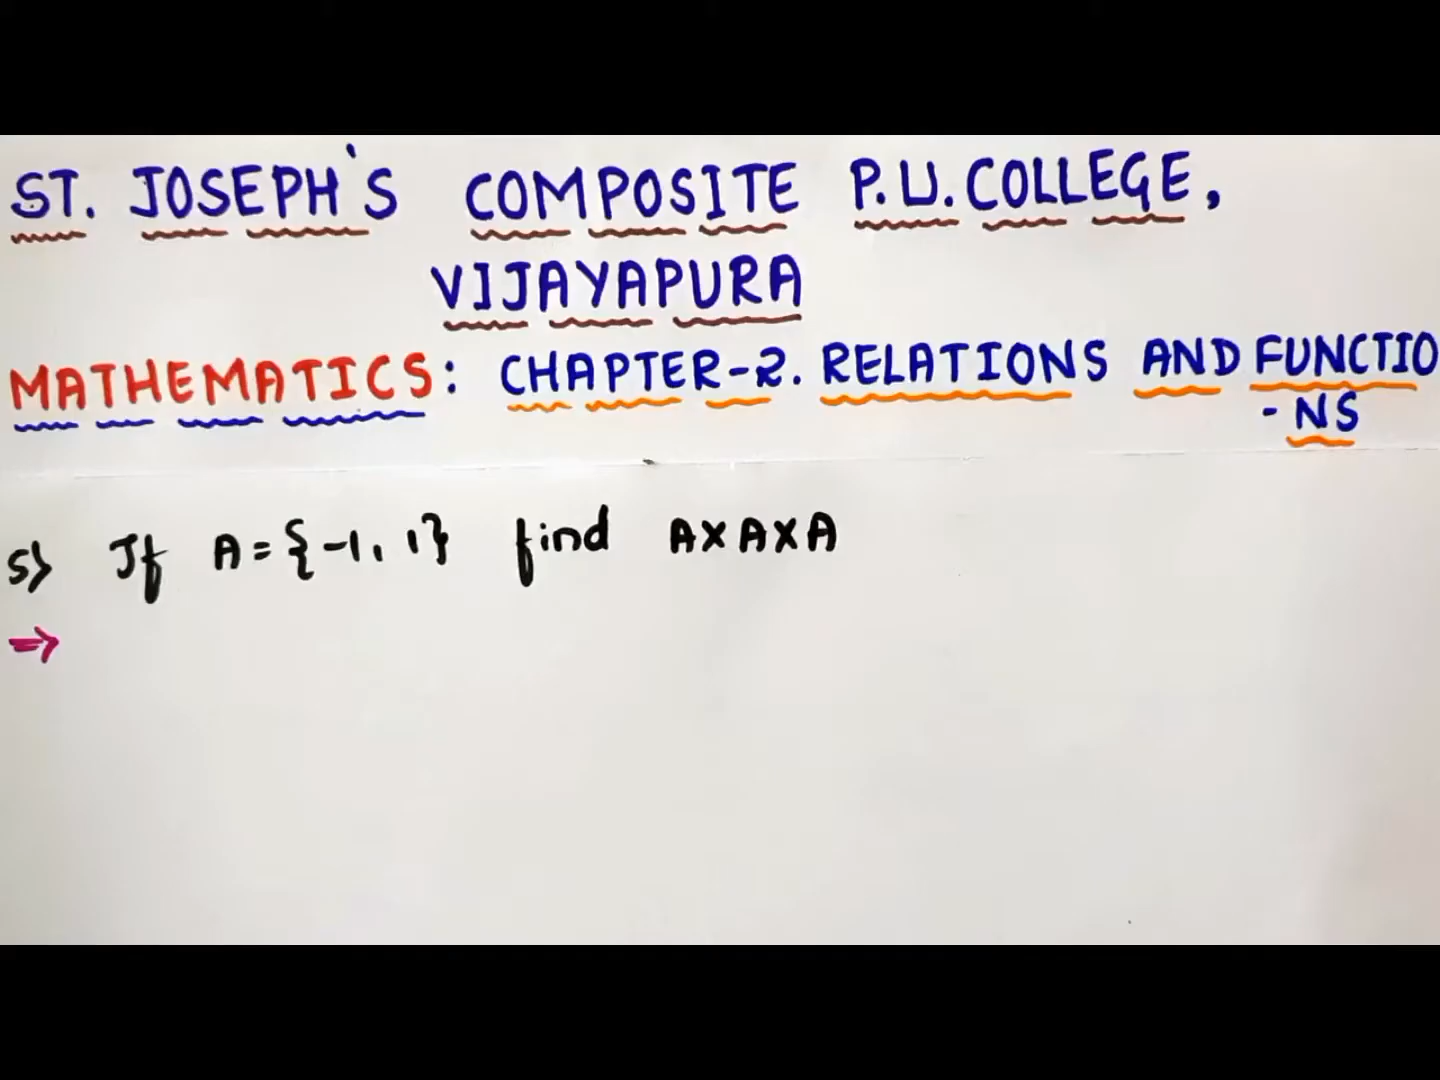 ST. JOSEPH'S COMPOSITE P.U. COLLEGE,
VIJAYAPURA
MATHEMATICS: CHAPTER-2. RELATIONS AND FUNCTIO
-NS
5) If A={-1, 1} find A×A×A
⇒